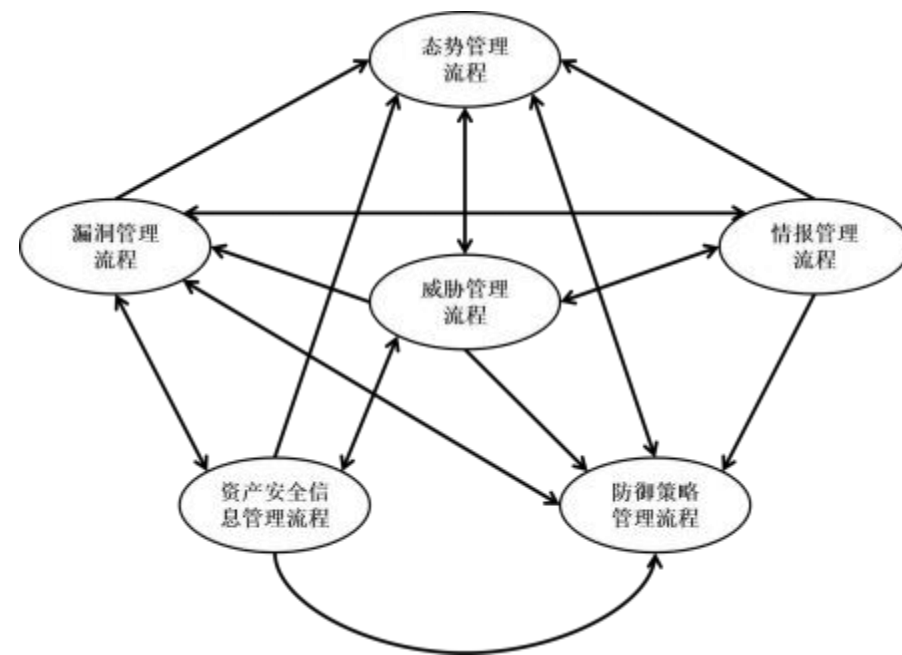 态势管理
流程
漏洞管理
流程
情报管理
流程
威胁管理
流程
资产安全信
息管理流程
防御策略
管理流程